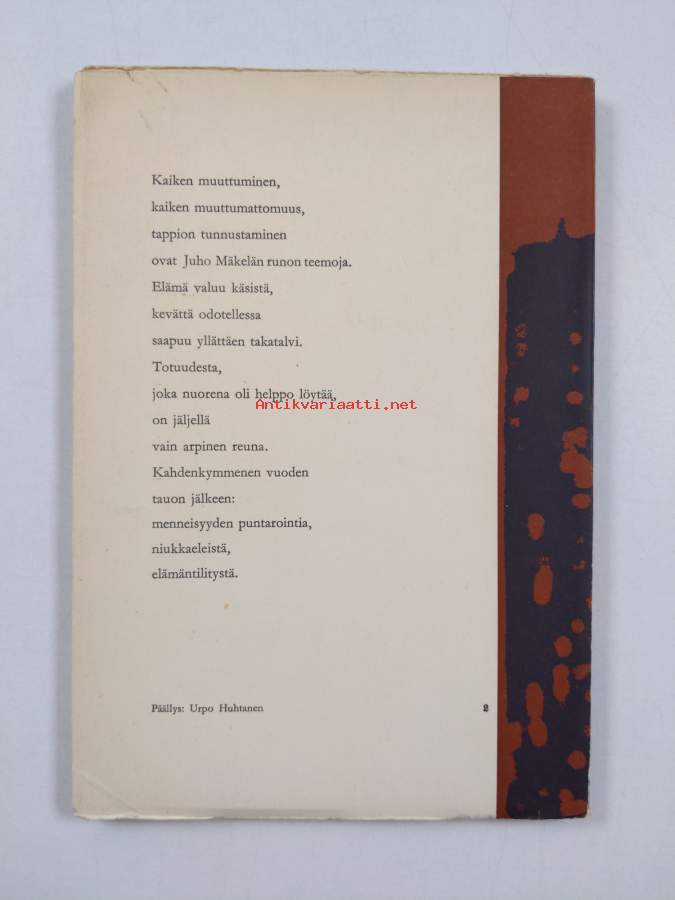 Kaiken muuttuminen,
kaiken muuttumattomuus,
tappion tunnustaminen
ovat Juho Mäkelän runon teemoja.
Elämä valuu käsistä,
kevättä odotellessa
saapuu yllättäen takatalvi.
Totuudesta,
joka nuorena oli helppo löytää,
Antikvariaatti.net
on jäljellä
vain arpinen reuna.
Kahdenkymmenen vuoden
tauon jälkeen:
menneisyyden puntarointia,
niukkaeleistä,
elämäntilitystä.
Päällys: Urpo Huhtanen 2